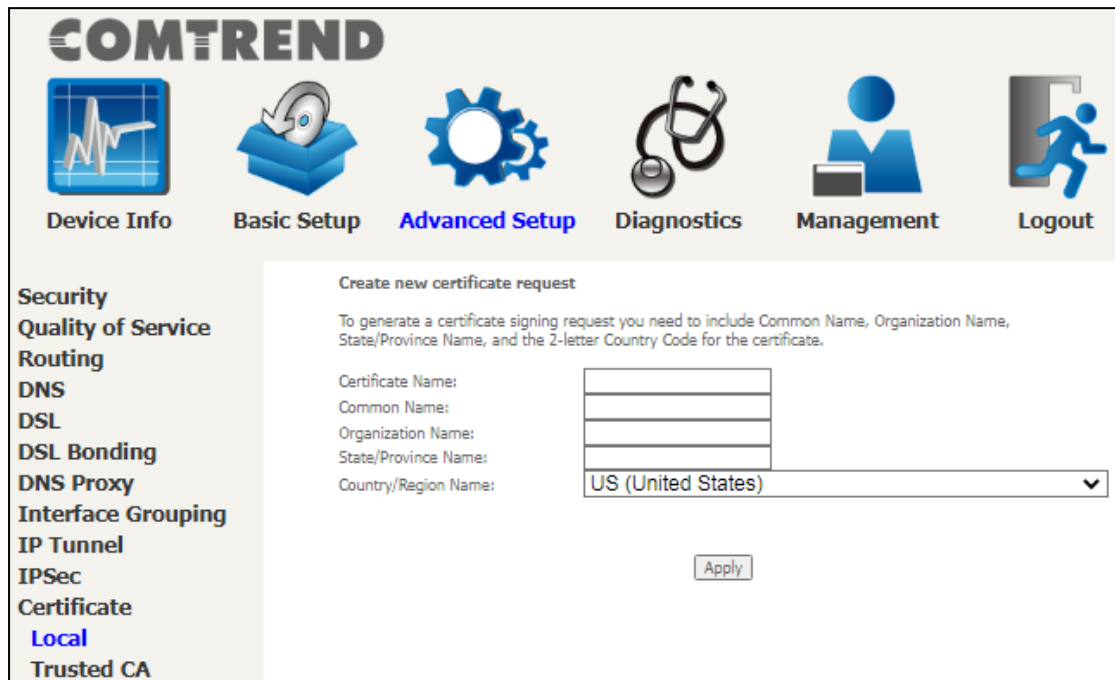 COMTREND
Device Info
Basic Setup
Advanced Setup
Diagnostics
Management
Logout
Security
Quality of Service
Routing
DNS
DSL
DSL Bonding
DNS Proxy
Interface Grouping
IP Tunnel
IPSec
Certificate
Local
Trusted CA
Create new certificate request
To generate a certificate signing request you need to include Common Name, Organization Name,
State/Province Name, and the 2-letter Country Code for the certificate.
Certificate Name:
Common Name:
Organization Name:
State/Province Name:
Country/Region Name: US (United States)
Apply